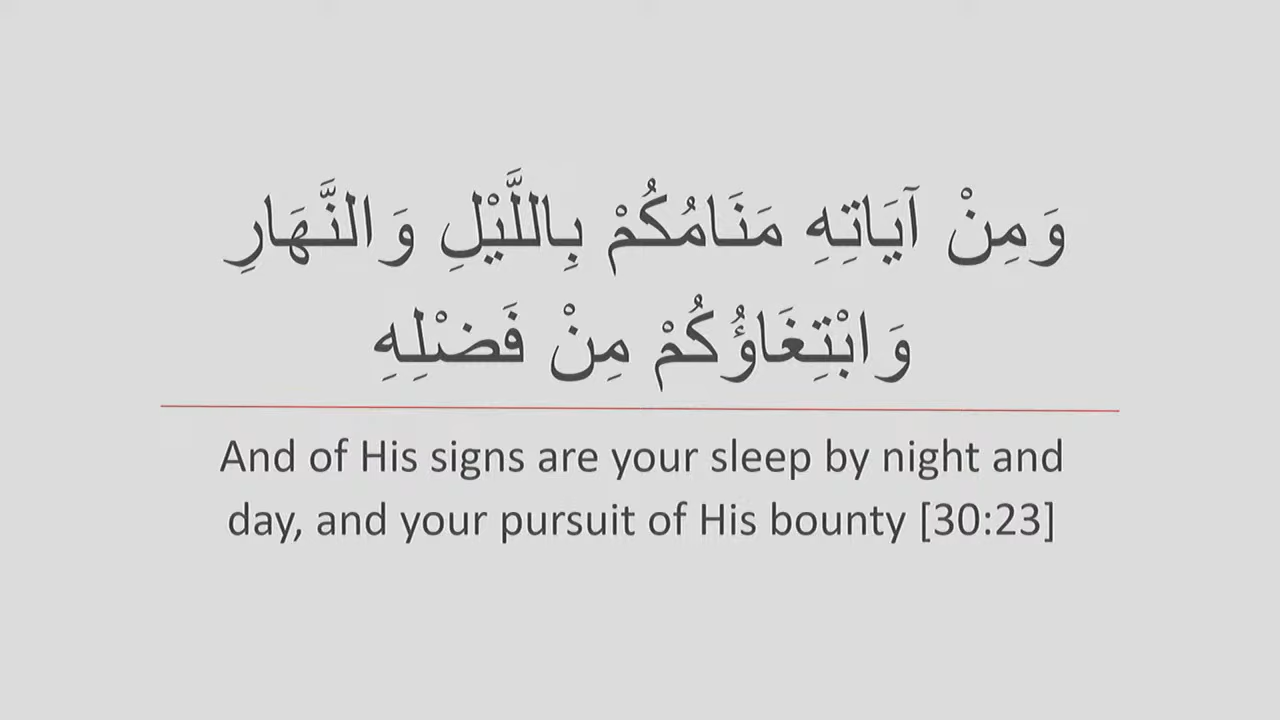 وَمِنْ آيَاتِهِ مَنَامُكُمْ بِاللَّيْلِ وَالنَّهَارِ
وَابْتِغَاؤُكُمْ مِنْ فَضْلِهِ
And of His signs are your sleep by night and
day, and your pursuit of His bounty [30:23]